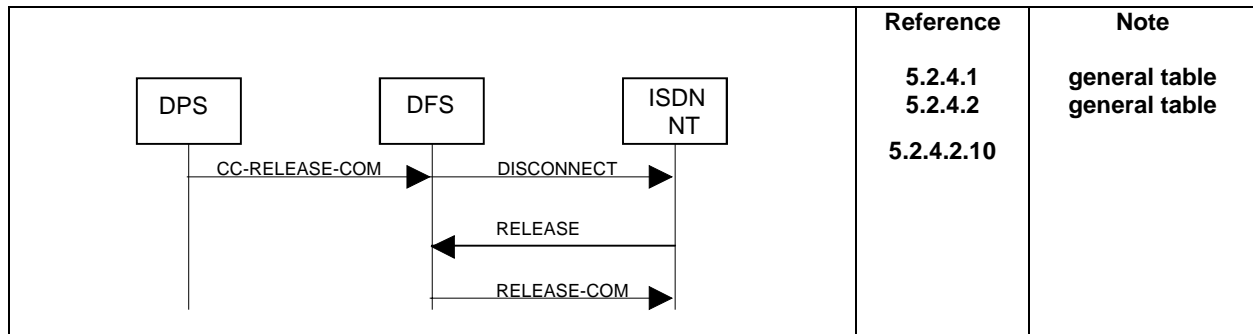 Reference Note
5.2.4.1 general table
5.2.4.2 general table
5.2.4.2.10
DPS DFS ISDN
NT
CC-RELEASE-COM DISCONNECT
RELEASE
RELEASE-COM